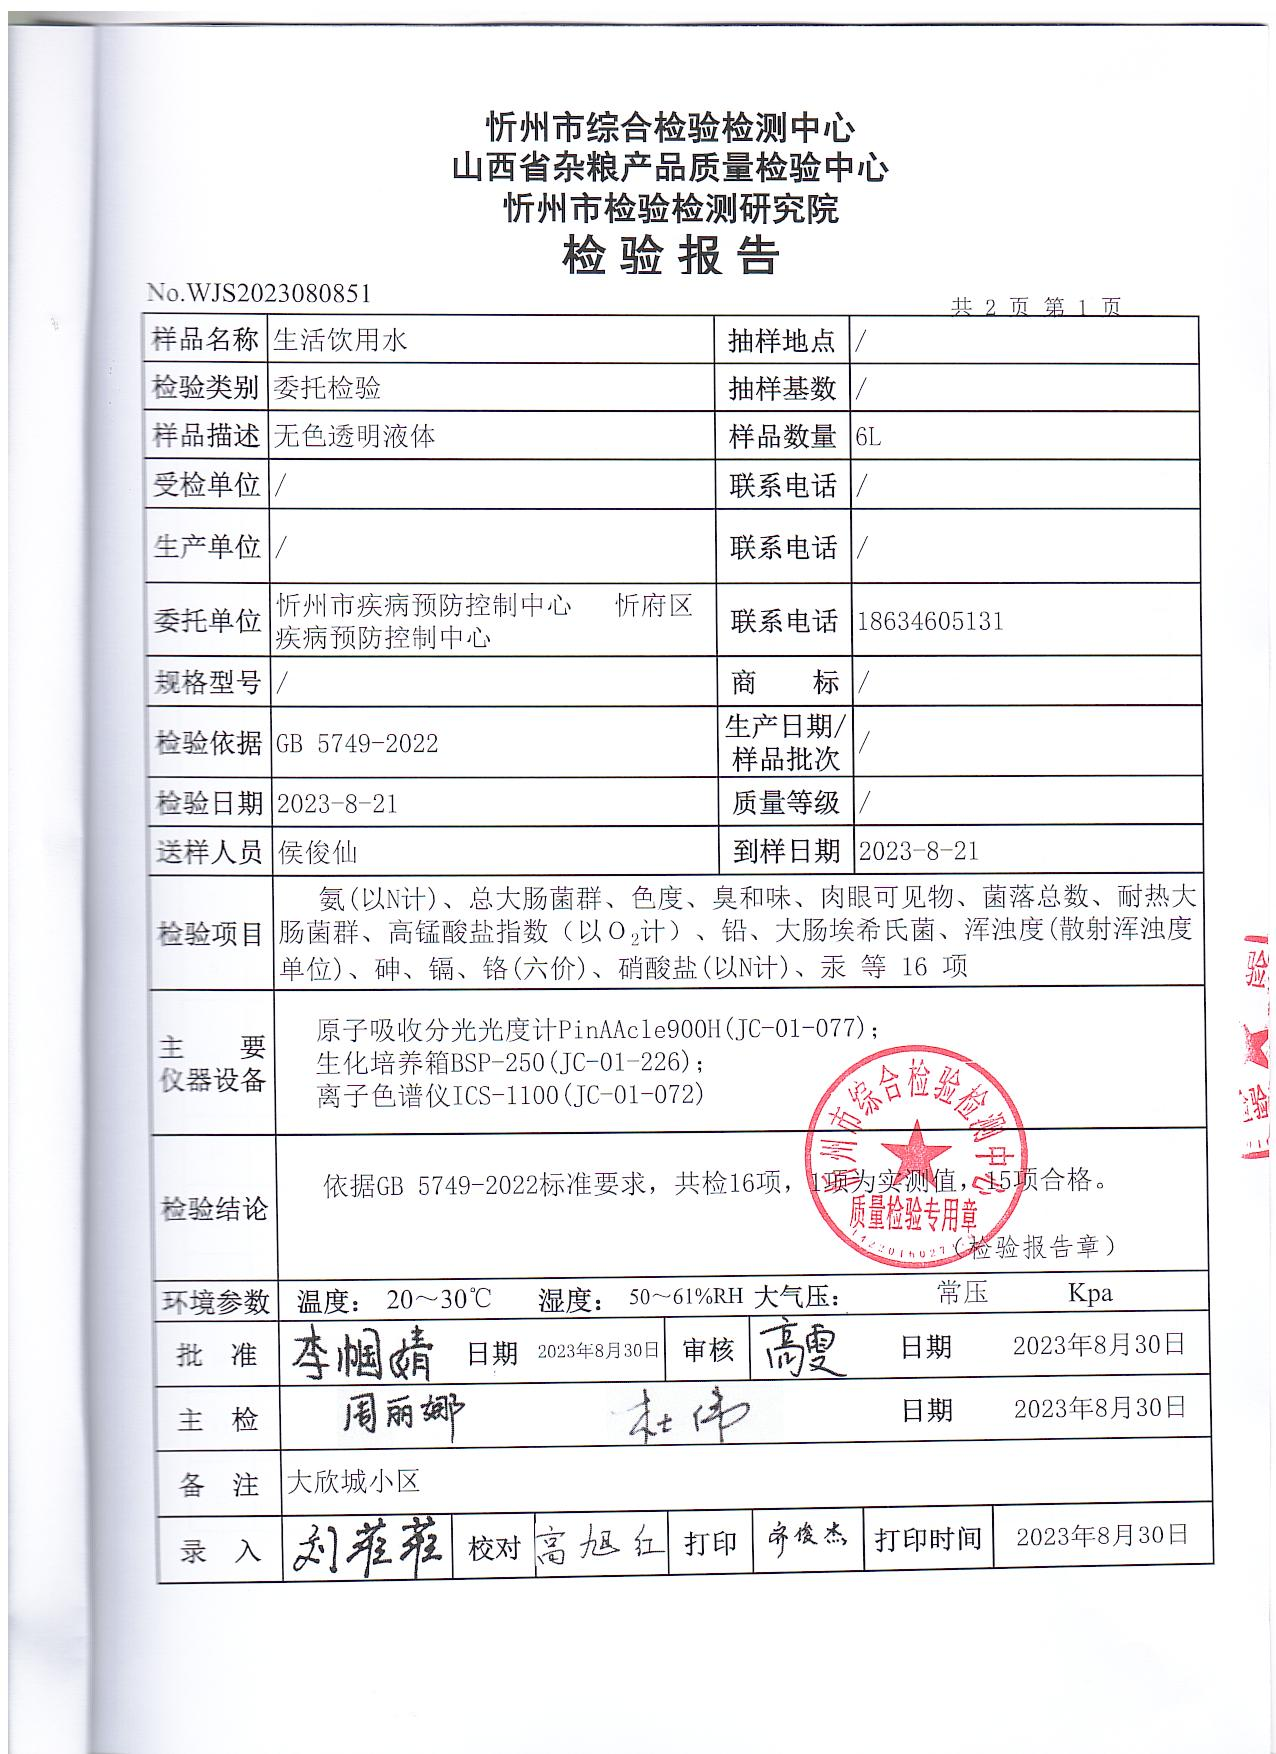 忻州市综合检验检测中心
山西省杂粮产品质量检验中心
忻州市检验检测研究院
检验报告
No.WJS2023080851
共 2 页 第 1 页
样品名称 生活饮用水 抽样地点 /
检验类别 委托检验 抽样基数 /
样品描述 无色透明液体 样品数量 6L
受检单位 / 联系电话 /
生产单位 / 联系电话 /
委托单位 忻州市疾病预防控制中心 忻府区
疾病预防控制中心 联系电话 18634605131
规格型号 / 商 标 /
检验依据 GB 5749-2022 生产日期/
样品批次 /
检验日期 2023-8-21 质量等级 /
送样人员 侯俊仙 到样日期 2023-8-21
检验项目 氨(以N计)、总大肠菌群、色度、臭和味、肉眼可见物、菌落总数、耐热大
肠菌群、高锰酸盐指数（以O₂计）、铅、大肠埃希氏菌、浑浊度(散射浑浊度
单位)、砷、镉、铬(六价)、硝酸盐(以N计)、汞 等 16 项
主 要
仪器设备
原子吸收分光光度计PinAAcle900H(JC-01-077);
生化培养箱BSP-250(JC-01-226);
离子色谱仪ICS-1100(JC-01-072)
检验结论 依据GB 5749-2022标准要求，共检16项，1项为实测值，15项合格。
（检验报告章）
忻州市综合检验检测中心
质量检验专用章
环境参数 温度： 20～30℃ 湿度： 50～61%RH 大气压： 常压 Kpa
批 准 日期 2023年8月30日 审核 高雯 日期 2023年8月30日
主 检 周丽娜 杜伟 日期 2023年8月30日
备 注 大欣城小区
录 入 刘菲菲 校对 高旭红 打印 齐俊杰 打印时间 2023年8月30日